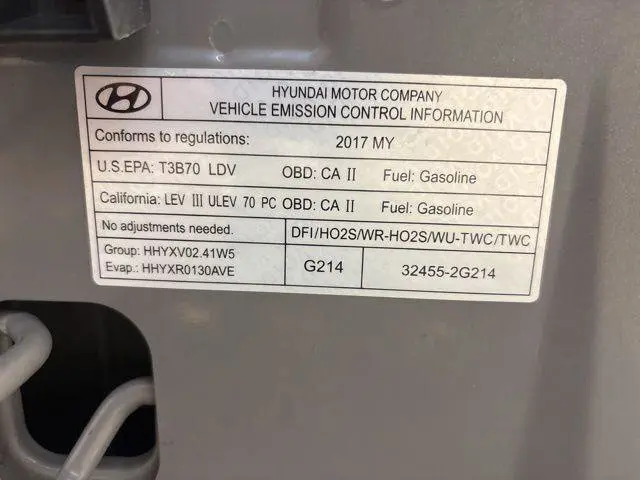 HYUNDAI MOTOR COMPANY
VEHICLE EMISSION CONTROL INFORMATION
Conforms to regulations: 2017 MY
U.S.EPA: T3B70 LDV OBD: CA II Fuel: Gasoline
California: LEV III ULEV 70 PC OBD: CA II Fuel: Gasoline
No adjustments needed. DFI/HO2S/WR-HO2S/WU-TWC/TWC
Group: HHYXV02.41W5
Evap.: HHYXR0130AVE
G214 32455-2G214